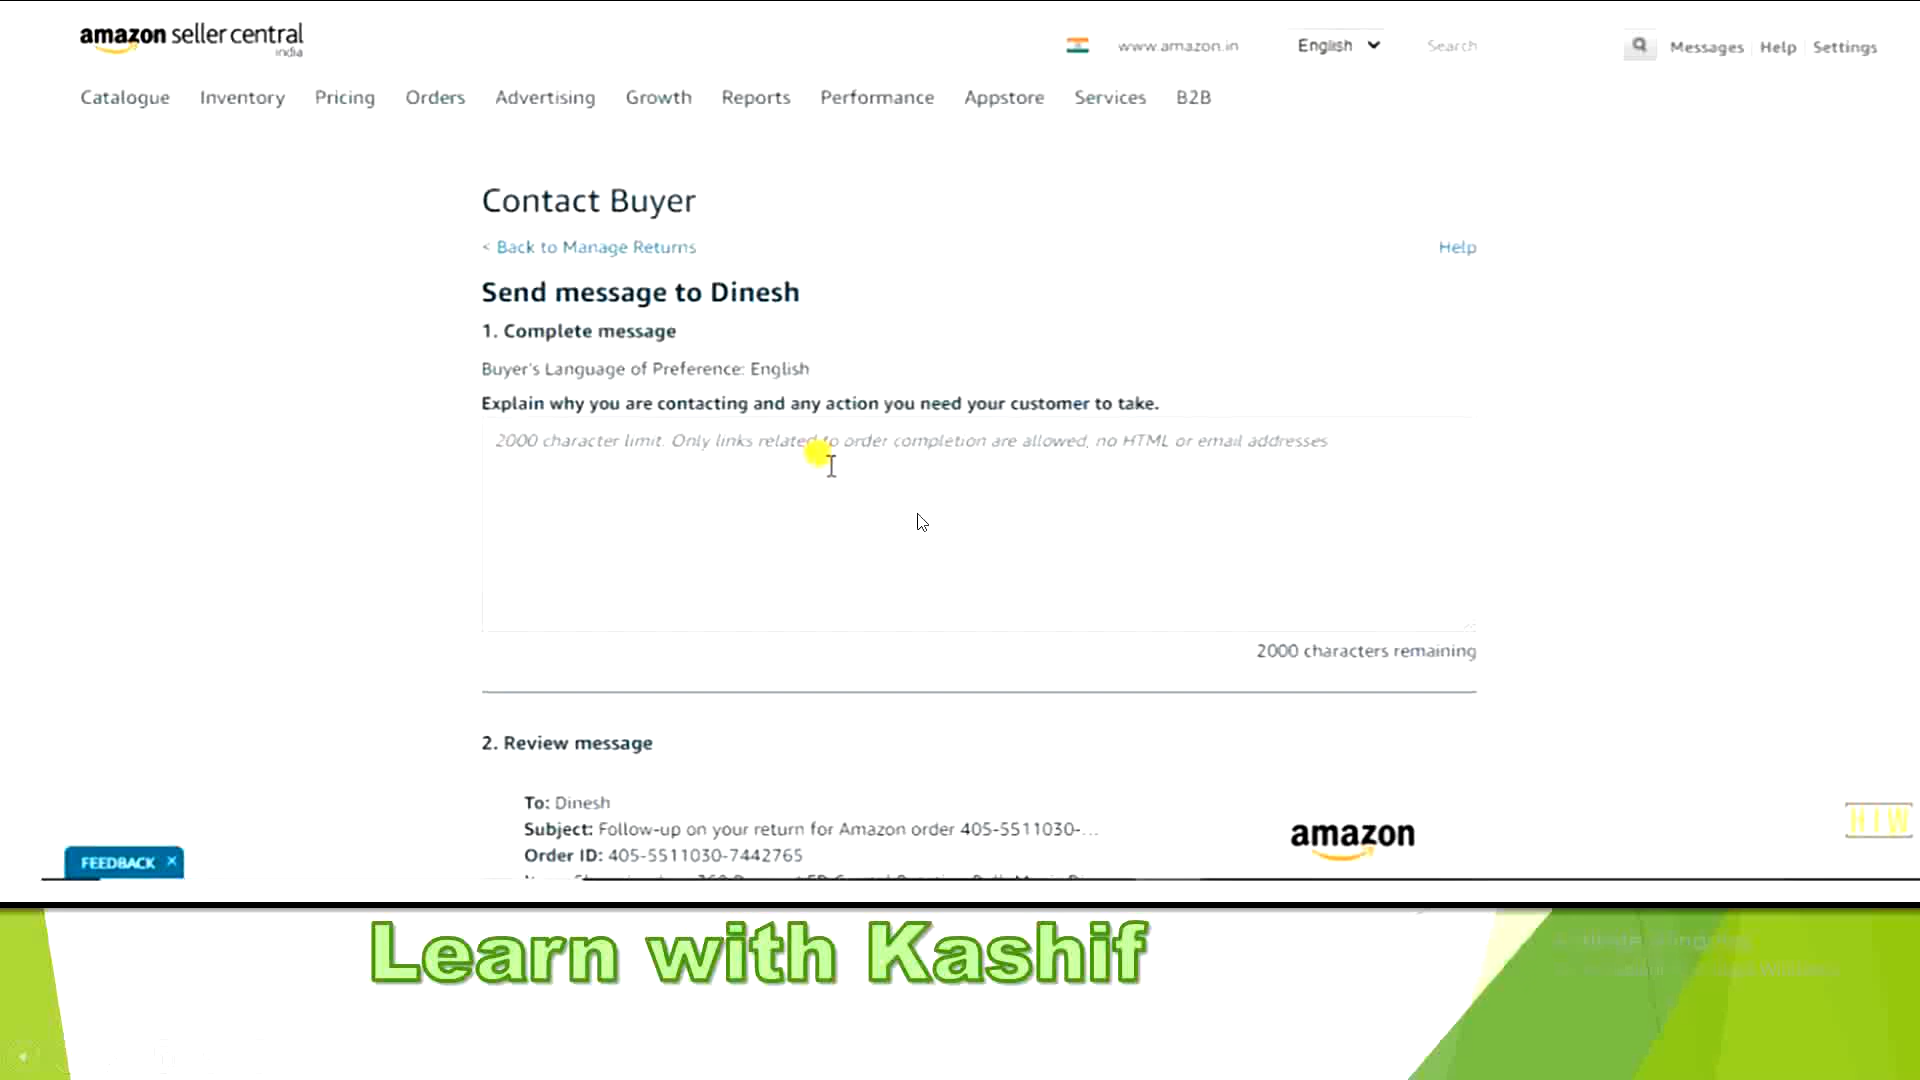 amazon seller central
india
www.amazon.in
English
Search
Messages
Help
Settings
Catalogue
Inventory
Pricing
Orders
Advertising
Growth
Reports
Performance
Appstore
Services
B2B
Contact Buyer
< Back to Manage Returns
Help
Send message to Dinesh
1. Complete message
Buyer's Language of Preference: English
Explain why you are contacting and any action you need your customer to take.
2000 character limit. Only links related to order completion are allowed, no HTML or email addresses
2000 characters remaining
2. Review message
To: Dinesh
Subject: Follow-up on your return for Amazon order 405-5511030-...
Order ID: 405-5511030-7442765
amazon
HIW
FEEDBACK ×
Learn with Kashif